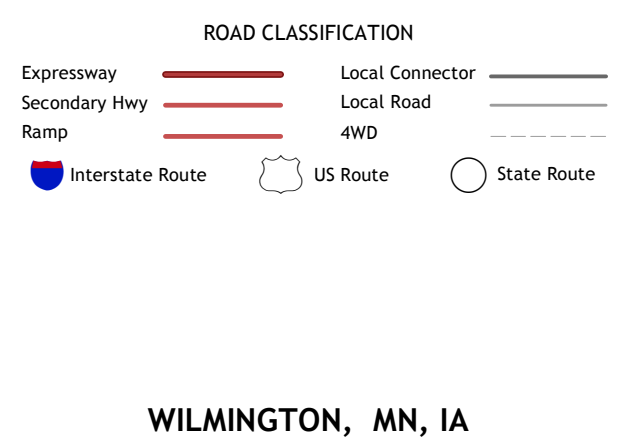 ROAD CLASSIFICATION
Expressway
Local Connector
Secondary Hwy
Local Road
Ramp
4WD
Interstate Route
US Route
State Route
WILMINGTON, MN, IA